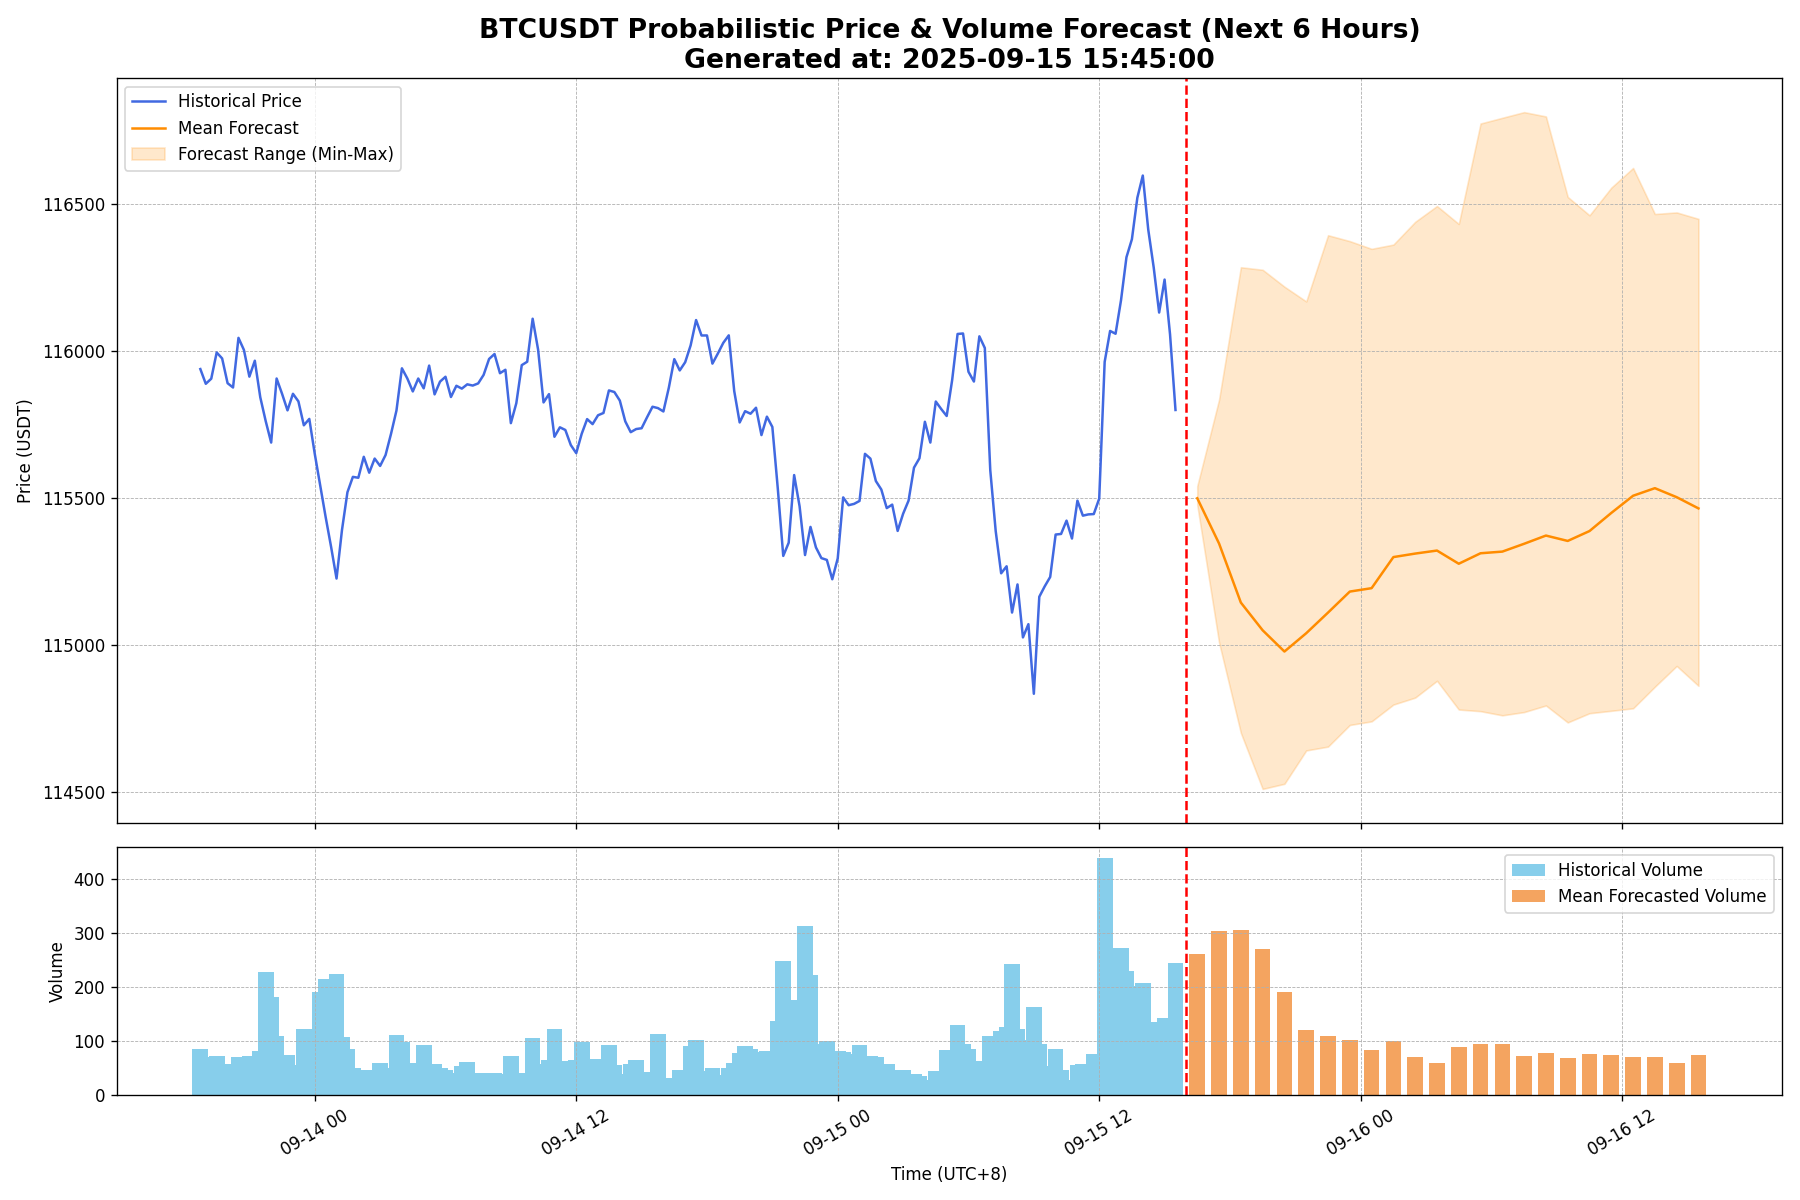 BTCUSDT Probabilistic Price & Volume Forecast (Next 6 Hours)
Generated at: 2025-09-15 15:45:00
Historical Price
Mean Forecast
Forecast Range (Min-Max)
Price (USDT)
116500
116000
115500
115000
114500
Historical Volume
Mean Forecasted Volume
Volume
400
300
200
100
0
09-14 00
09-14 12
09-15 00
09-15 12
09-16 00
09-16 12
Time (UTC+8)